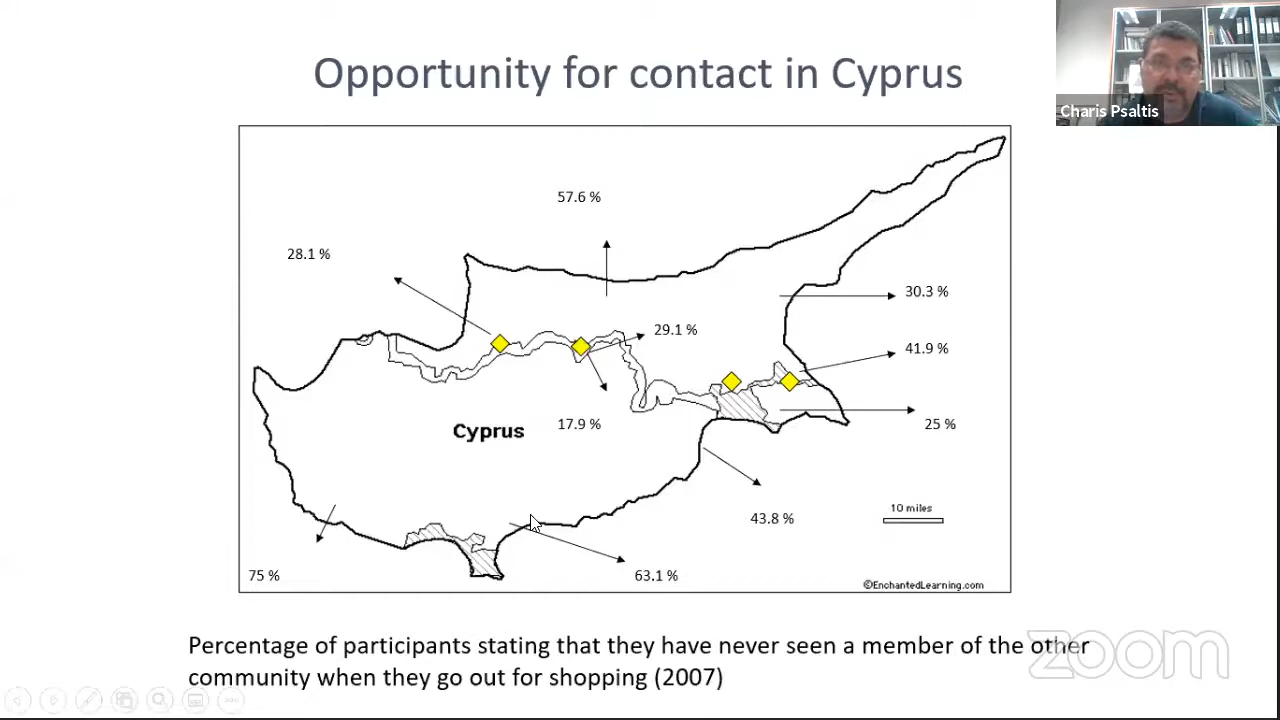 Opportunity for contact in Cyprus
Charis Psaltis
57.6 %
28.1 %
30.3 %
29.1 %
41.9 %
17.9 %
Cyprus
25 %
10 miles
43.8 %
75 %
63.1 %
©EnchantedLearning.com
Percentage of participants stating that they have never seen a member of the other
community when they go out for shopping (2007)
zoom